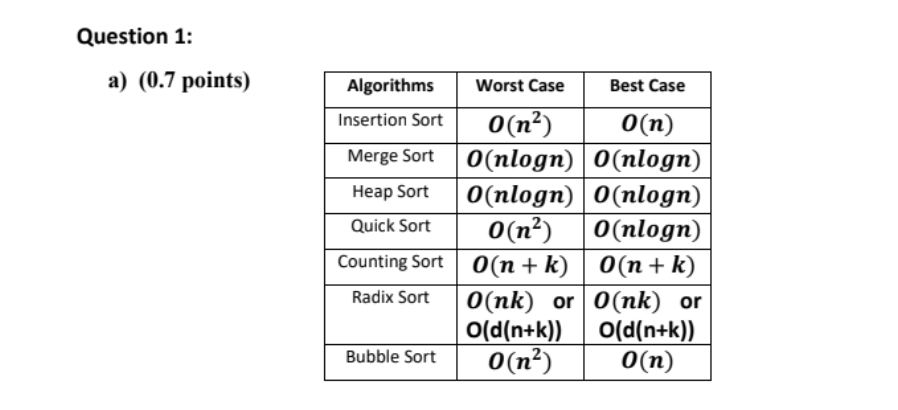 Question 1:
a) (0.7 points)
Algorithms Worst Case Best Case
Insertion Sort O(n²) O(n)
Merge Sort O(nlogn) O(nlogn)
Heap Sort O(nlogn) O(nlogn)
Quick Sort O(n²) O(nlogn)
Counting Sort O(n + k) O(n + k)
Radix Sort O(nk) or O(nk) or
O(d(n+k)) O(d(n+k))
Bubble Sort O(n²) O(n)